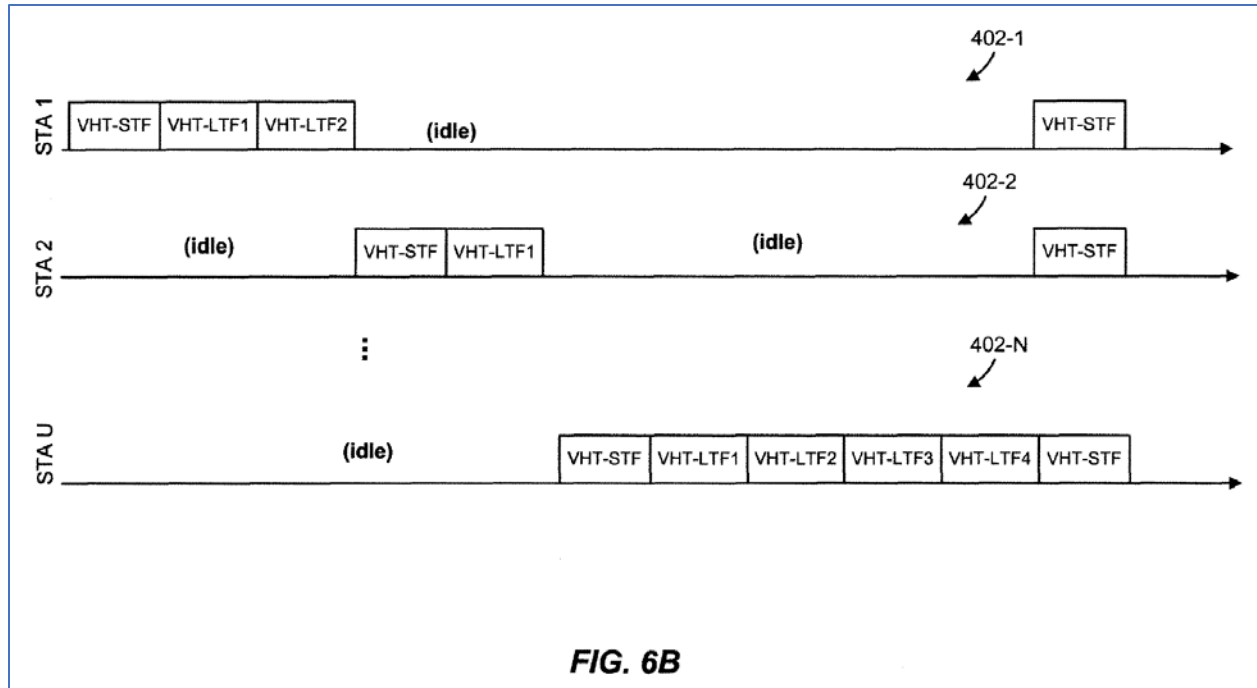 402-1
STA 1
VHT-STF VHT-LTF1 VHT-LTF2 (idle) VHT-STF
402-2
STA 2
(idle) VHT-STF VHT-LTF1 (idle) VHT-STF
⋮
402-N
STA U
(idle) VHT-STF VHT-LTF1 VHT-LTF2 VHT-LTF3 VHT-LTF4 VHT-STF
FIG. 6B